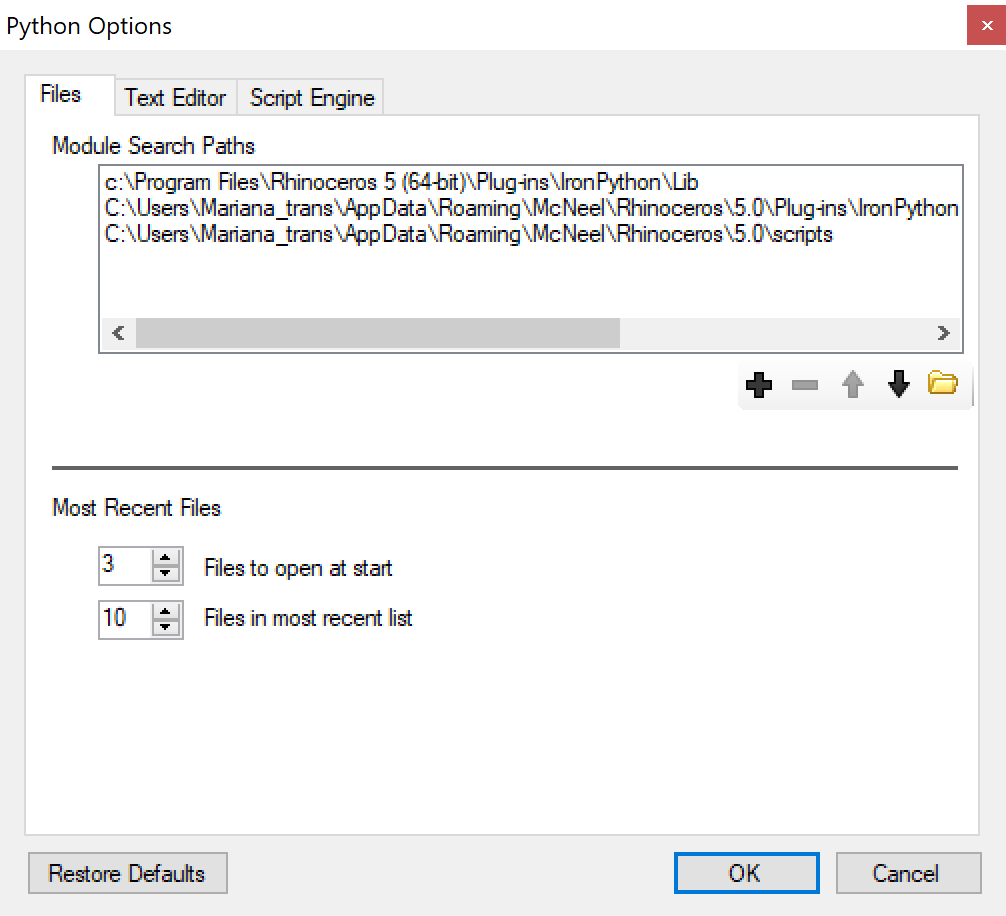 Python Options
Files
Text Editor
Script Engine
Module Search Paths
c:\Program Files\Rhinoceros 5 (64-bit)\Plug-ins\IronPython\Lib
C:\Users\Mariana_trans\AppData\Roaming\McNeel\Rhinoceros\5.0\Plug-ins\IronPython
C:\Users\Mariana_trans\AppData\Roaming\McNeel\Rhinoceros\5.0\scripts
Most Recent Files
3
Files to open at start
10
Files in most recent list
Restore Defaults
OK
Cancel